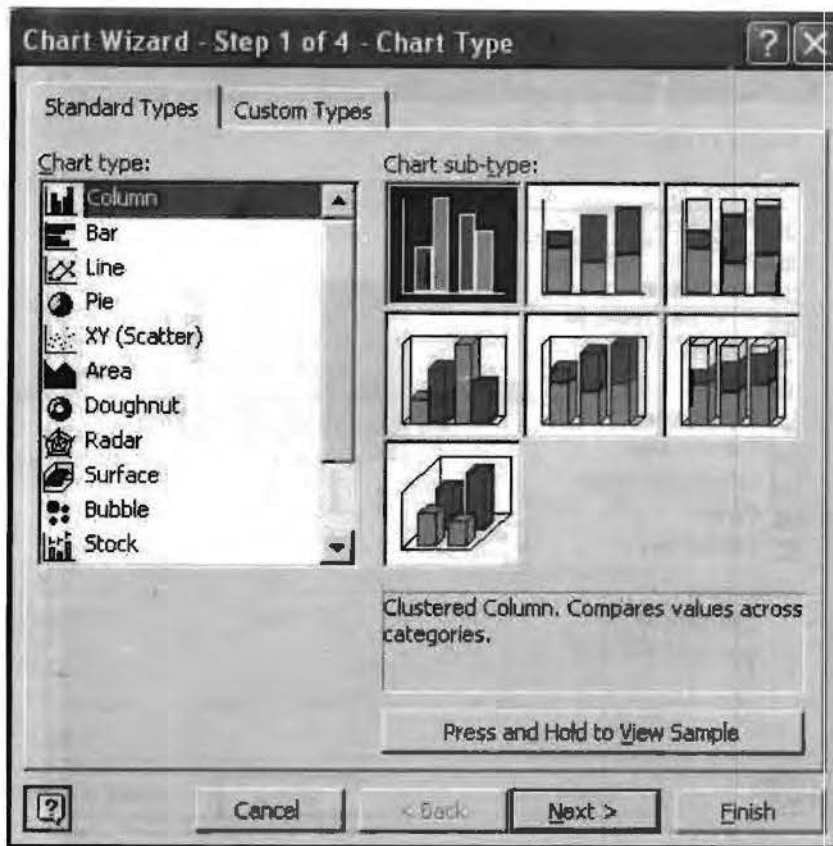 Chart Wizard - Step 1 of 4 - Chart Type
Standard Types
Custom Types
Chart type:
Column
Bar
Line
Pie
XY (Scatter)
Area
Doughnut
Radar
Surface
Bubble
Stock
Chart sub-type:
Clustered Column. Compares values across
categories.
Press and Hold to View Sample
Cancel
< Back
Next >
Finish